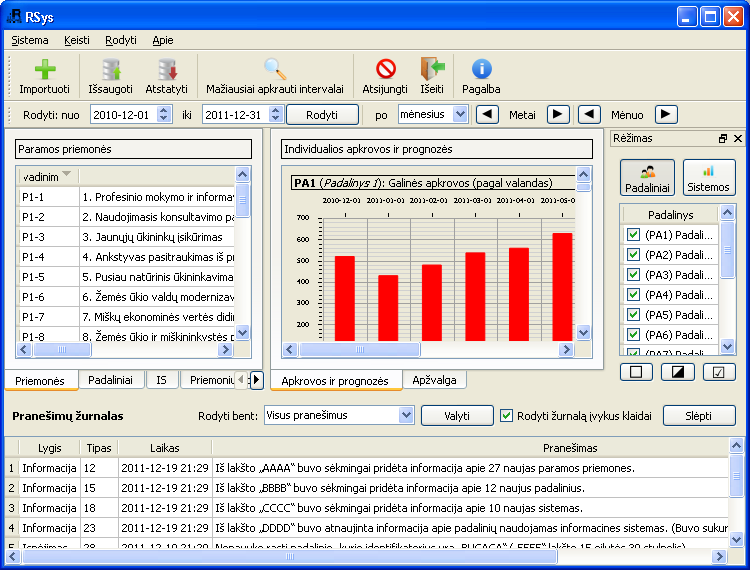 RSys
Sistema Keisti Rodyti Apie
Importuoti Išsaugoti Atstatyti Mažiausiai apkrauti intervalai Atsijungti Išeiti Pagalba
Rodyti: nuo 2010-12-01 iki 2011-12-31 Rodyti po mėnesius Metai Mėnuo
Paramos priemonės
vadinim
P1-1 1. Profesinio mokymo ir informav
P1-2 2. Naudojimasis konsultavimo pa
P1-3 3. Jaunųjų ūkininkų įsikūrimas
P1-4 4. Ankstyvas pasitraukimas iš pr
P1-5 5. Pusiau natūrinis ūkininkavima
P1-6 6. Žemės ūkio valdų modernizav
P1-7 7. Miškų ekonominės vertės didin
P1-8 8. Žemės ūkio ir miškininkystės p
Priemonės Padaliniai IS Priemonių
Individualios apkrovos ir prognozės
PA1 (Padalinys 1): Galinės apkrovos (pagal valandas)
2010-12-01 2011-01-01 2011-02-01 2011-03-01 2011-04-01 2011-05-0
700
600
500
400
300
200
Apkrovos ir prognozės Apžvalga
Rėžimas
Padaliniai Sistemos
Padalinys
(PA1) Padali...
(PA2) Padali...
(PA3) Padali...
(PA4) Padali...
(PA5) Padali...
(PA6) Padali...
(PA7) Padali...
Pranešimų žurnalas Rodyti bent: Visus pranešimus Valyti Rodyti žurnalą įvykus klaidai Slėpti
Lygis Tipas Laikas Pranešimas
1 Informacija 12 2011-12-19 21:29 Iš lakšto „AAAA“ buvo sėkmingai pridėta informacija apie 27 naujas paramos priemones.
2 Informacija 15 2011-12-19 21:29 Iš lakšto „BBBB“ buvo sėkmingai pridėta informacija apie 12 naujus padalinius.
3 Informacija 18 2011-12-19 21:29 Iš lakšto „CCCC“ buvo sėkmingai pridėta informacija apie 10 naujas sistemas.
4 Informacija 23 2011-12-19 21:29 Iš lakšto „DDDD“ buvo atnaujinta informacija apie padalinių naudojamas informacines sistemas. (Buvo sukur
5 Įspėjimas 28 2011-12-19 21:29 Nepavyko rasti padalinio, kurio identifikatorius yra